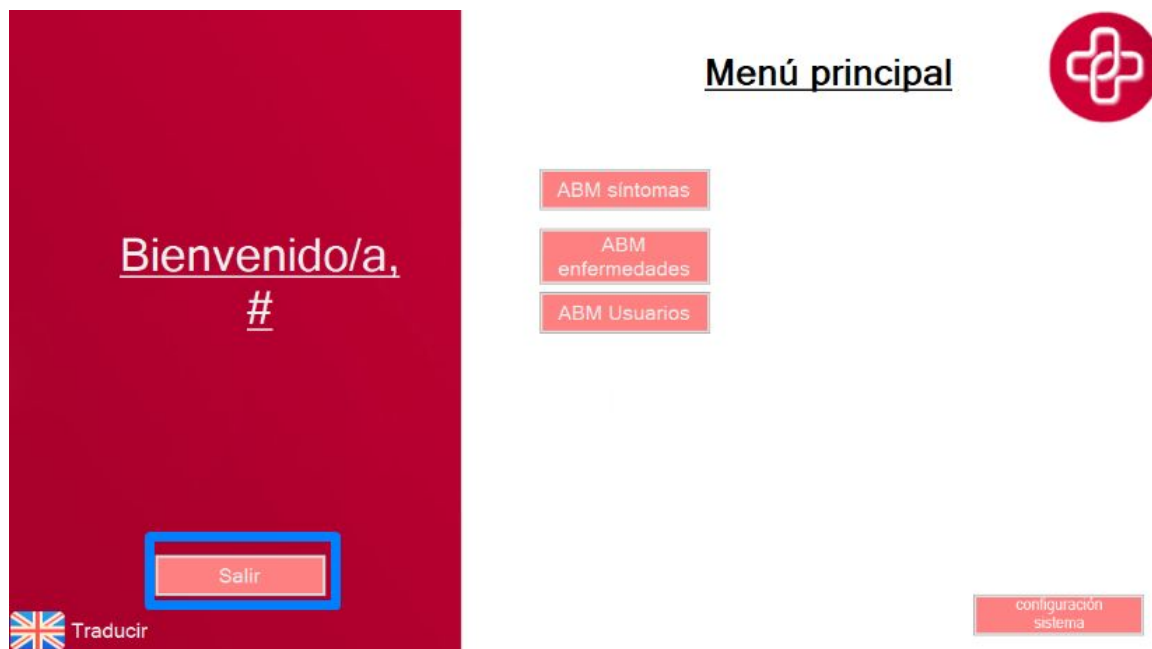 Menú principal
ABM síntomas
Bienvenido/a,
#
ABM
enfermedades
ABM Usuarios
Salir
Traducir
configuración
sistema